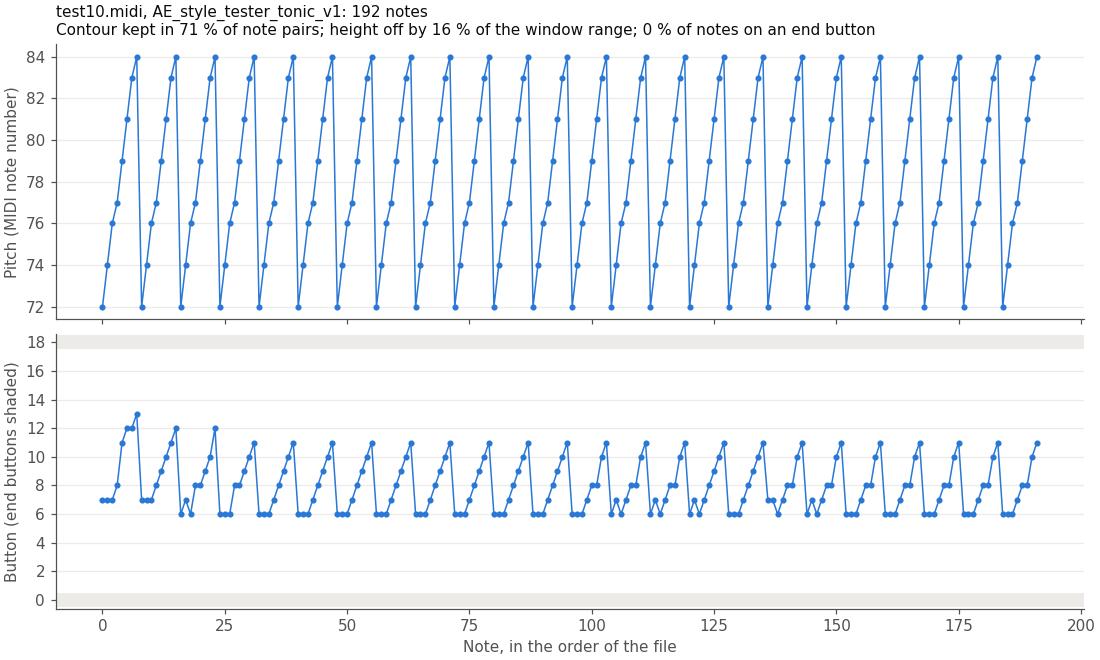 test10.midi, AE_style_tester_tonic_v1: 192 notes
Contour kept in 71 % of note pairs; height off by 16 % of the window range; 0 % of notes on an end button
Pitch (MIDI note number)
84
82
80
78
76
74
72
Button (end buttons shaded)
18
16
14
12
10
8
6
4
2
0
0 25 50 75 100 125 150 175 200
Note, in the order of the file